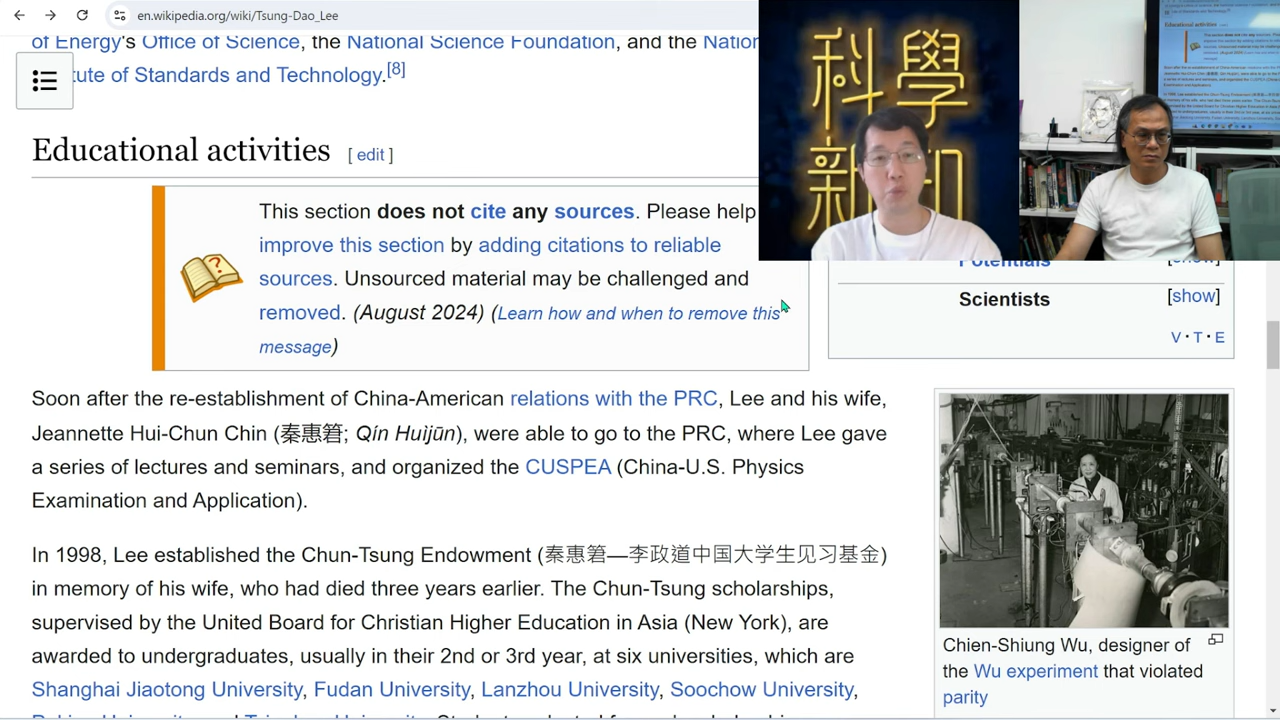 en.wikipedia.org/wiki/Tsung-Dao_Lee
of Energy's Office of Science, the National Science Foundation, and the
tute of Standards and Technology.[8]
Educational activities [ edit ]
This section does not cite any sources. Please help
improve this section by adding citations to reliable
sources. Unsourced material may be challenged and
removed. (August 2024) (Learn how and when to remove this
message)
科學
新知
Potentials [show]
Scientists [show]
V · T · E
Soon after the re-establishment of China-American relations with the PRC, Lee and his wife,
Jeannette Hui-Chun Chin (秦惠䇹; Qín Huìjūn), were able to go to the PRC, where Lee gave
a series of lectures and seminars, and organized the CUSPEA (China-U.S. Physics
Examination and Application).
In 1998, Lee established the Chun-Tsung Endowment (秦惠䇹—李政道中国大学生见习基金)
in memory of his wife, who had died three years earlier. The Chun-Tsung scholarships,
supervised by the United Board for Christian Higher Education in Asia (New York), are
awarded to undergraduates, usually in their 2nd or 3rd year, at six universities, which are
Shanghai Jiaotong University, Fudan University, Lanzhou University, Soochow University,
Chien-Shiung Wu, designer of
the Wu experiment that violated
parity